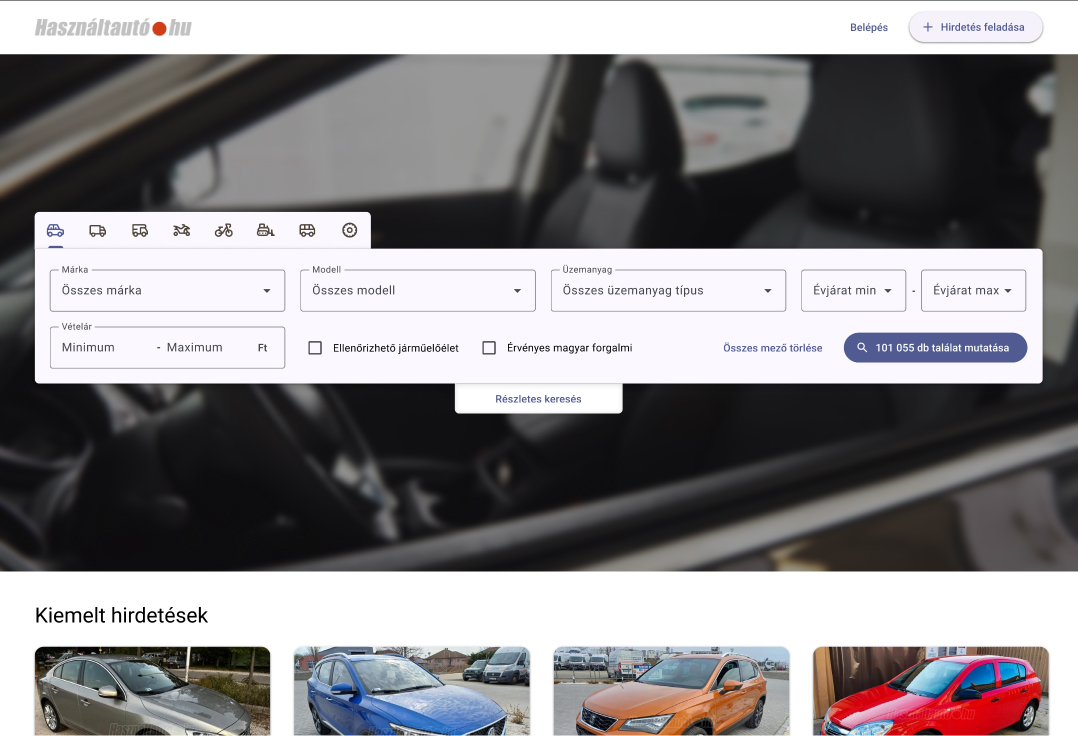 Használtautó hu
Belépés
+ Hirdetés feladása
Márka
Összes márka
Modell
Összes modell
Üzemanyag
Összes üzemanyag típus
Évjárat min - Évjárat max
Vételár
Minimum - Maximum Ft
Ellenőrizhető járműelőélet
Érvényes magyar forgalmi
Összes mező törlése
101 055 db találat mutatása
Részletes keresés
Kiemelt hirdetések